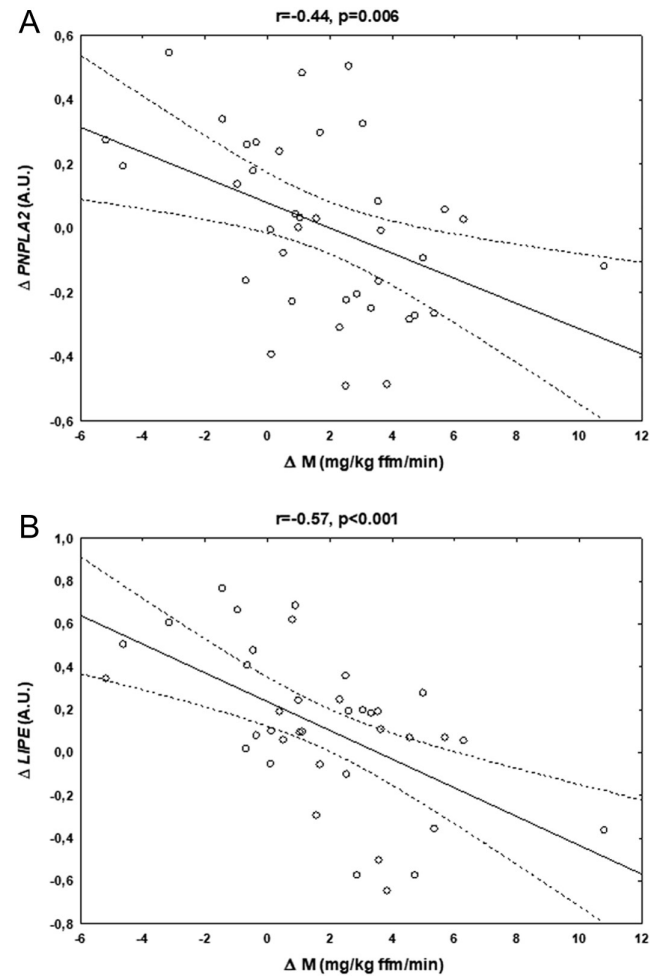 A
r=-0.44, p=0.006
0,6
0,4
0,2
0,0
-0,2
-0,4
-0,6
Δ PNPLA2 (A.U.)
-6 -4 -2 0 2 4 6 8 10 12
Δ M (mg/kg ffm/min)
B
r=-0.57, p<0.001
1,0
0,8
0,6
0,4
0,2
0,0
-0,2
-0,4
-0,6
-0,8
Δ LIPE (A.U.)
-6 -4 -2 0 2 4 6 8 10 12
Δ M (mg/kg ffm/min)